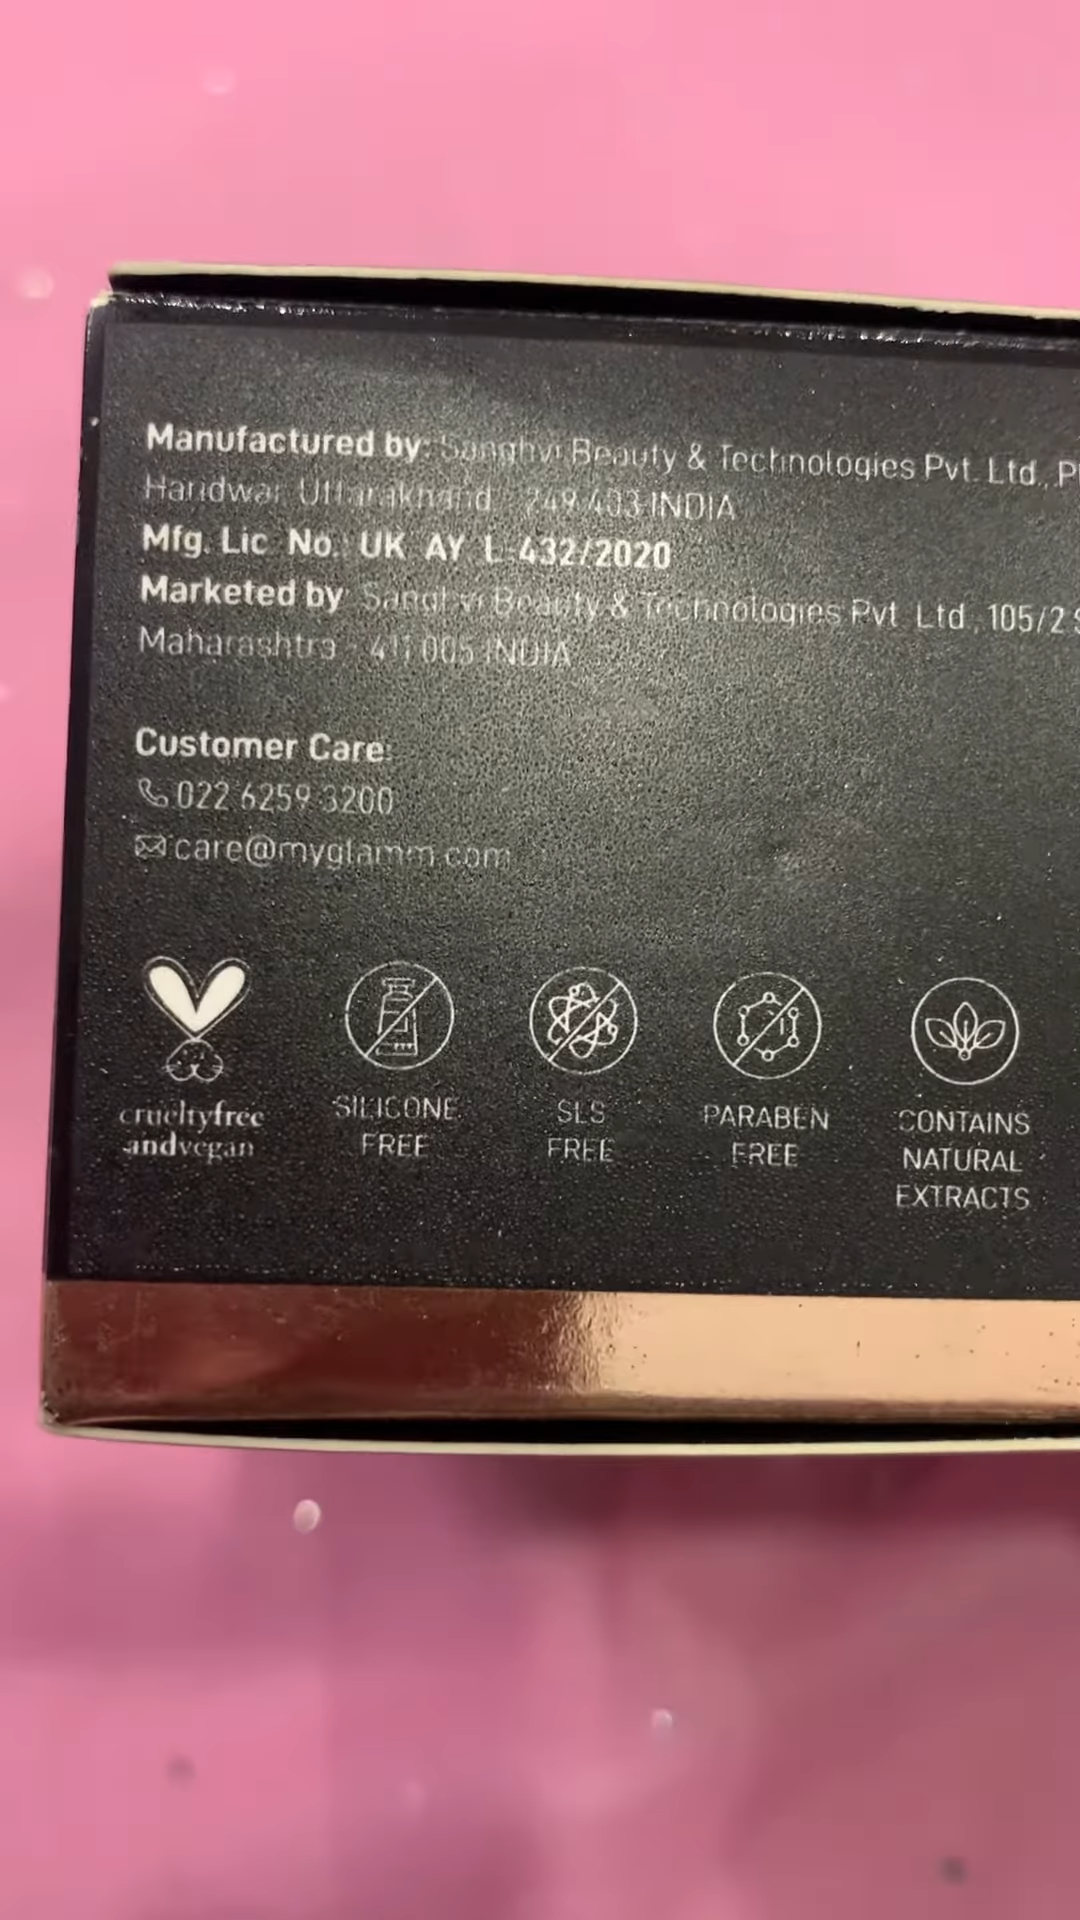 Manufactured by: Sanghvi Beauty & Technologies Pvt. Ltd., P
Haridwar, Uttarakhand - 249 403 INDIA
Mfg. Lic. No.: UK AY L-432/2020
Marketed by: Sanghvi Beauty & Technologies Pvt. Ltd., 105/2 S
Maharashtra - 411 005 INDIA
Customer Care:
022 6259 3200
care@myglamm.com
crueltyfree
andvegan
SILICONE
FREE
SLS
FREE
PARABEN
FREE
CONTAINS
NATURAL
EXTRACTS